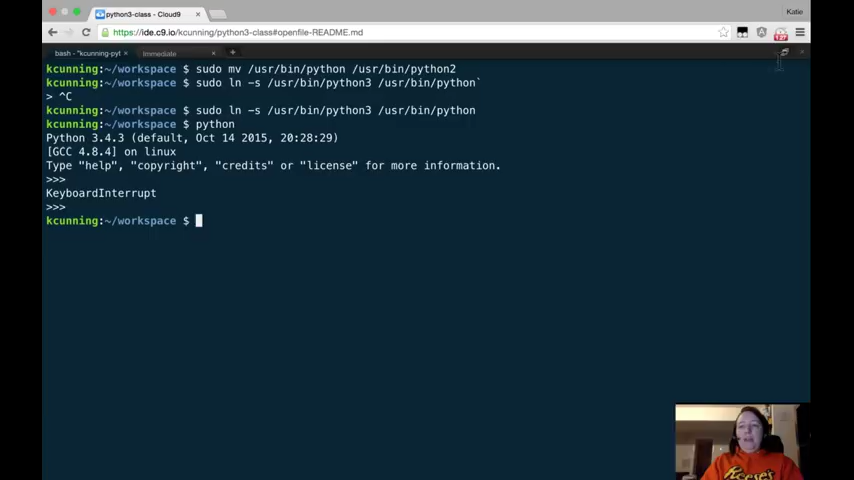 python3-class - Cloud9 ×
Katie
https://ide.c9.io/kcunning/python3-class#openfile-README.md
127
bash - "kcunning-pyt ×
Immediate ×
kcunning:~/workspace $ sudo mv /usr/bin/python /usr/bin/python2
kcunning:~/workspace $ sudo ln -s /usr/bin/python3 /usr/bin/python`
> ^C
kcunning:~/workspace $ sudo ln -s /usr/bin/python3 /usr/bin/python
kcunning:~/workspace $ python
Python 3.4.3 (default, Oct 14 2015, 20:28:29)
[GCC 4.8.4] on linux
Type "help", "copyright", "credits" or "license" for more information.
>>>
KeyboardInterrupt
>>>
kcunning:~/workspace $
Reese's